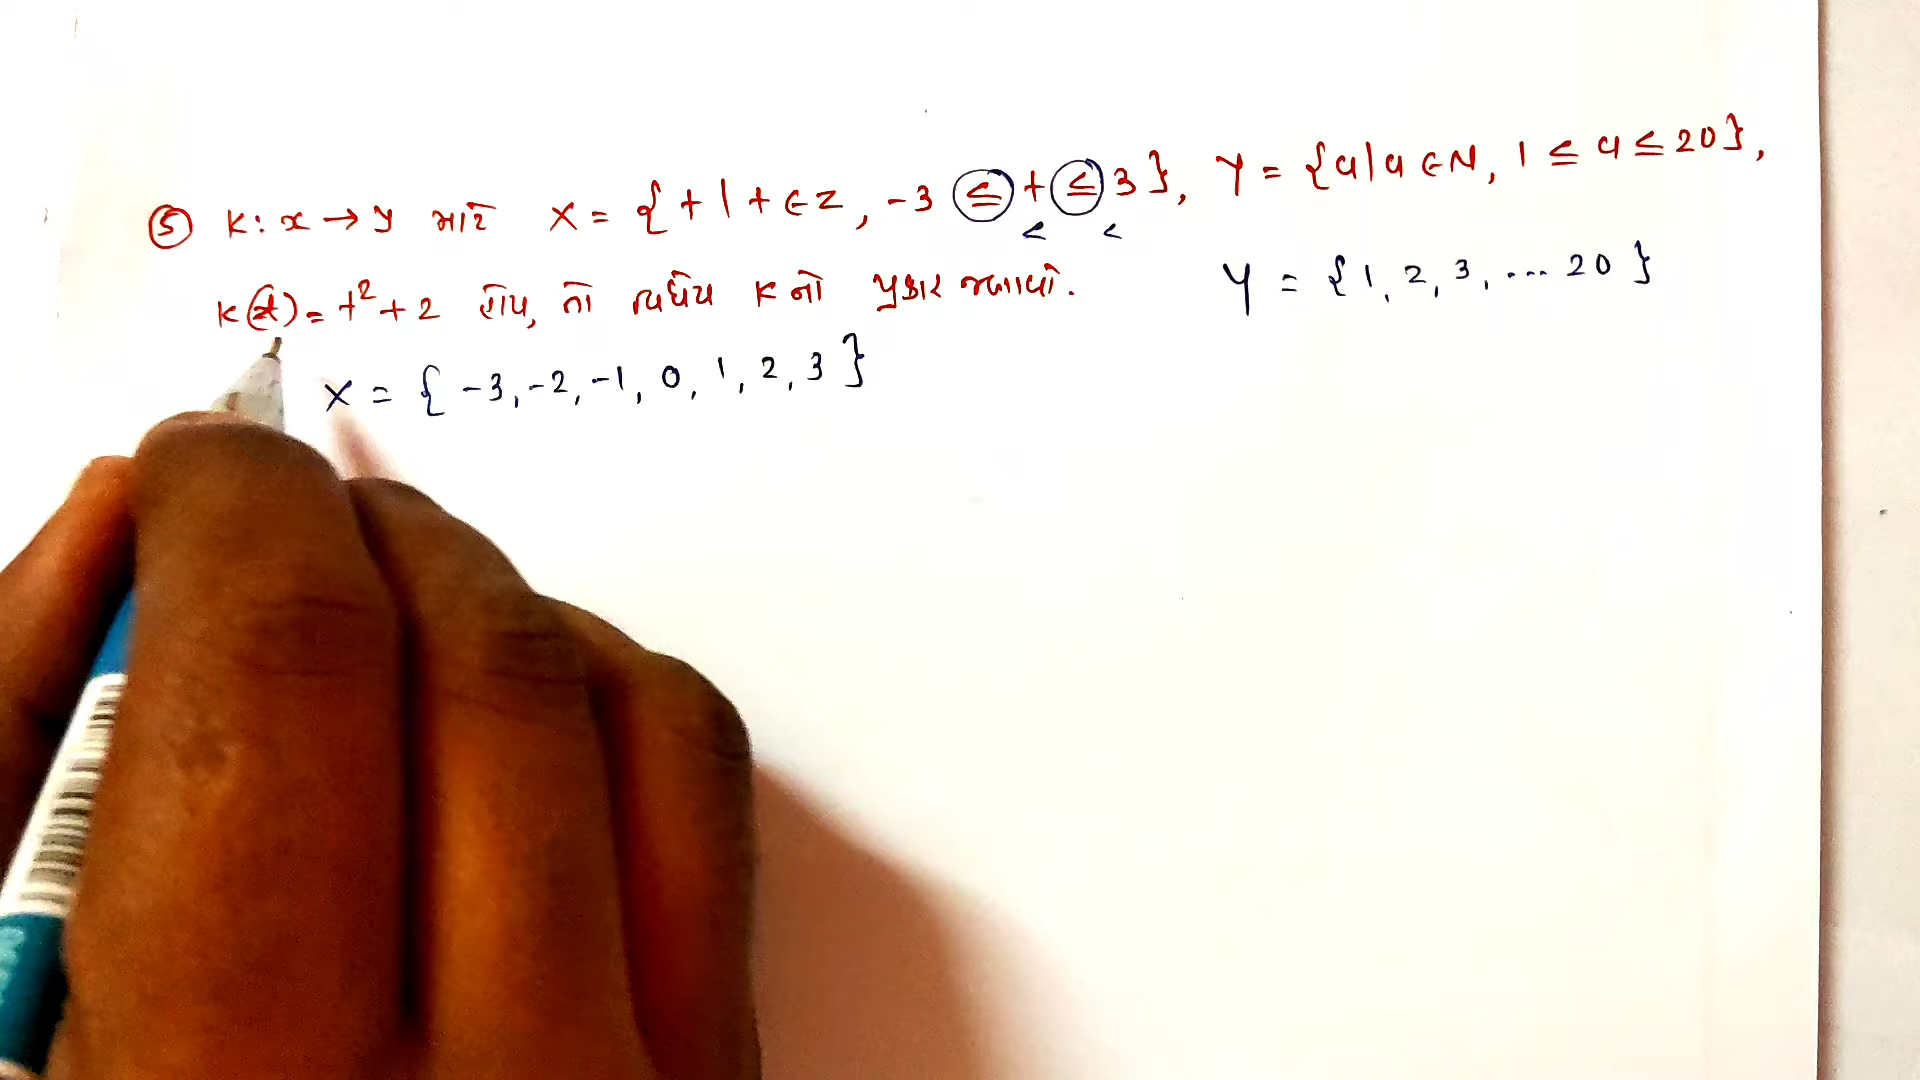 ⑤ K: x → y માટે X = {t | t ∈ Z, -3 ≤ t ≤ 3}, Y = {u | u ∈ N, 1 ≤ u ≤ 20},
< <
k(t) = t² + 2 હોય, તો વિધેય K નો પ્રકાર જણાવો.
Y = {1, 2, 3, ... 20}
X = {-3, -2, -1, 0, 1, 2, 3}